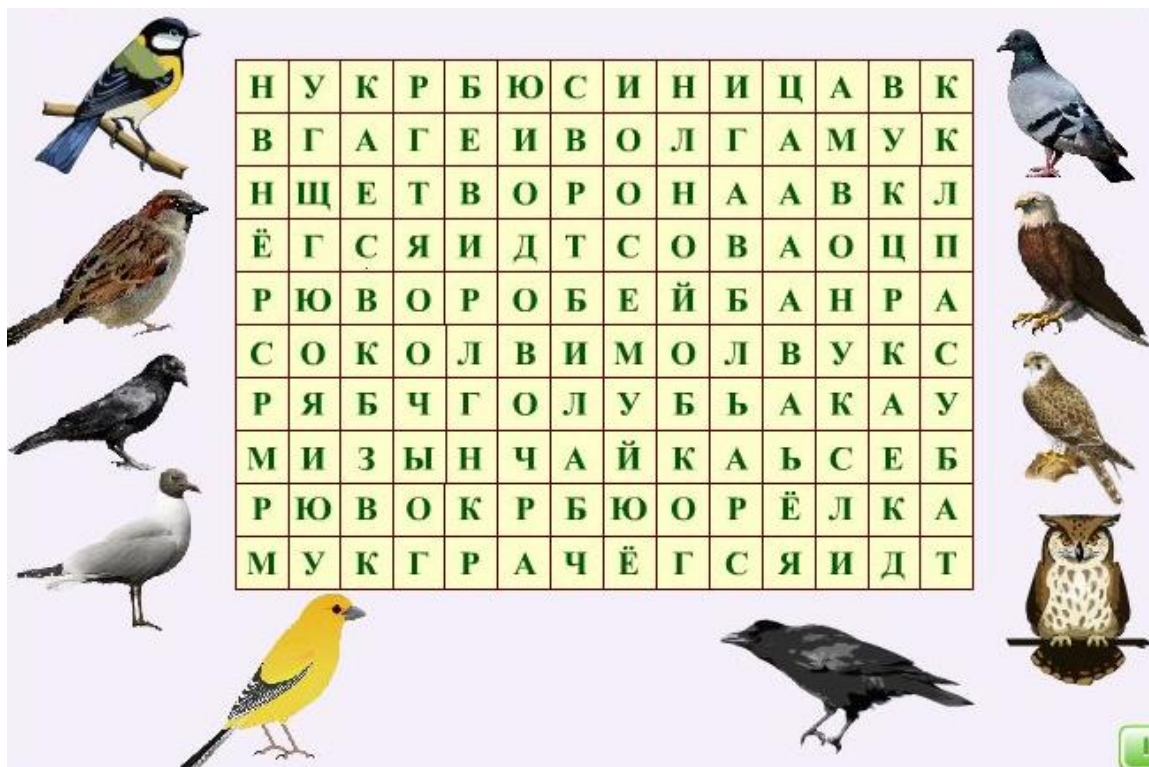 Н У К Р Б Ю С И Н И Ц А В К
В Г А Г Е И В О Л Г А М У К
Н Щ Е Т В О Р О Н А А В К Л
Ё Г С Я И Д Т С О В А О Ц П
Р Ю В О Р О Б Е Й Б А Н Р А
С О К О Л В И М О Л В У К С
Р Я Б Ч Г О Л У Б Ь А К А У
М И З Ы Н Ч А Й К А Ь С Е Б
Р Ю В О К Р Б Ю О Р Ё Л К А
М У К Г Р А Ч Ё Г С Я И Д Т